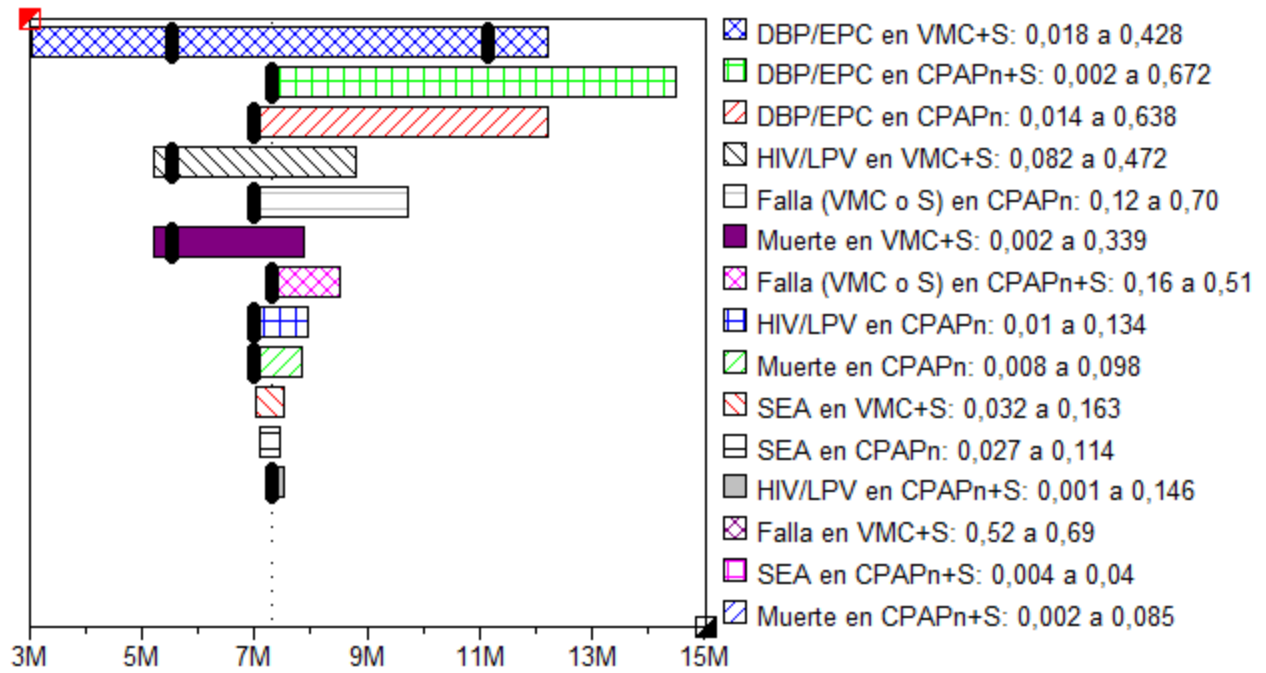 DBP/EPC en VMC+S: 0,018 a 0,428
DBP/EPC en CPAPn+S: 0,002 a 0,672
DBP/EPC en CPAPn: 0,014 a 0,638
HIV/LPV en VMC+S: 0,082 a 0,472
Falla (VMC o S) en CPAPn: 0,12 a 0,70
Muerte en VMC+S: 0,002 a 0,339
Falla (VMC o S) en CPAPn+S: 0,16 a 0,51
HIV/LPV en CPAPn: 0,01 a 0,134
Muerte en CPAPn: 0,008 a 0,098
SEA en VMC+S: 0,032 a 0,163
SEA en CPAPn: 0,027 a 0,114
HIV/LPV en CPAPn+S: 0,001 a 0,146
Falla en VMC+S: 0,52 a 0,69
SEA en CPAPn+S: 0,004 a 0,04
Muerte en CPAPn+S: 0,002 a 0,085
3M 5M 7M 9M 11M 13M 15M